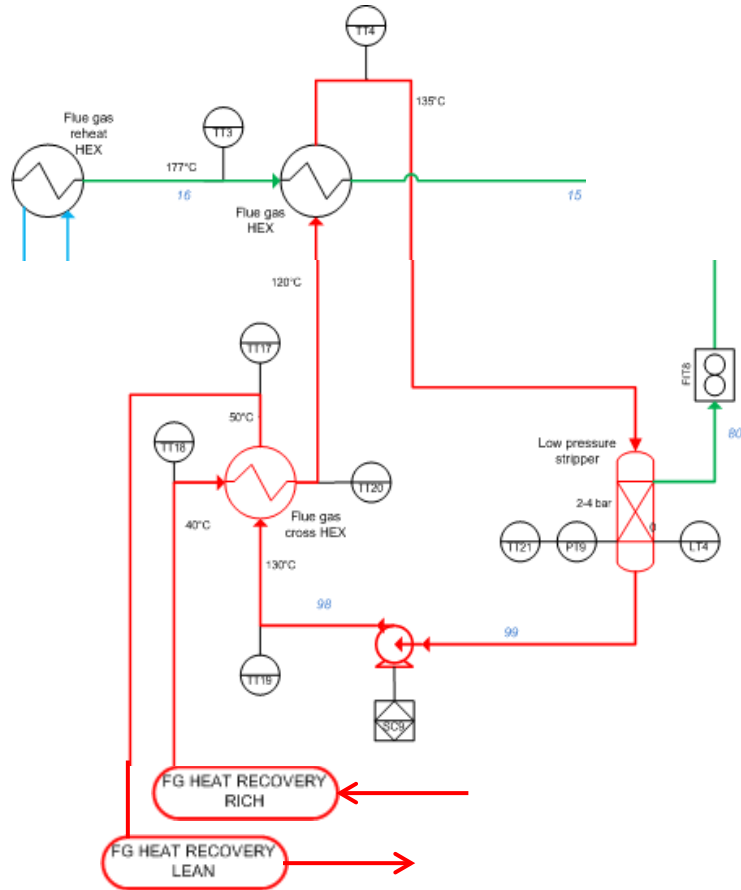 TT4
135°C
Flue gas
reheat
HEX
TT3
177°C
16
Flue gas
HEX
15
120°C
TT17
50°C
FIT8
80
TT18
Low pressure
stripper
TT20
2-4 bar
40°C
Flue gas
cross HEX
0
TT21
PT9
LT4
130°C
98
99
TT19
SC9
FG HEAT RECOVERY
RICH
FG HEAT RECOVERY
LEAN